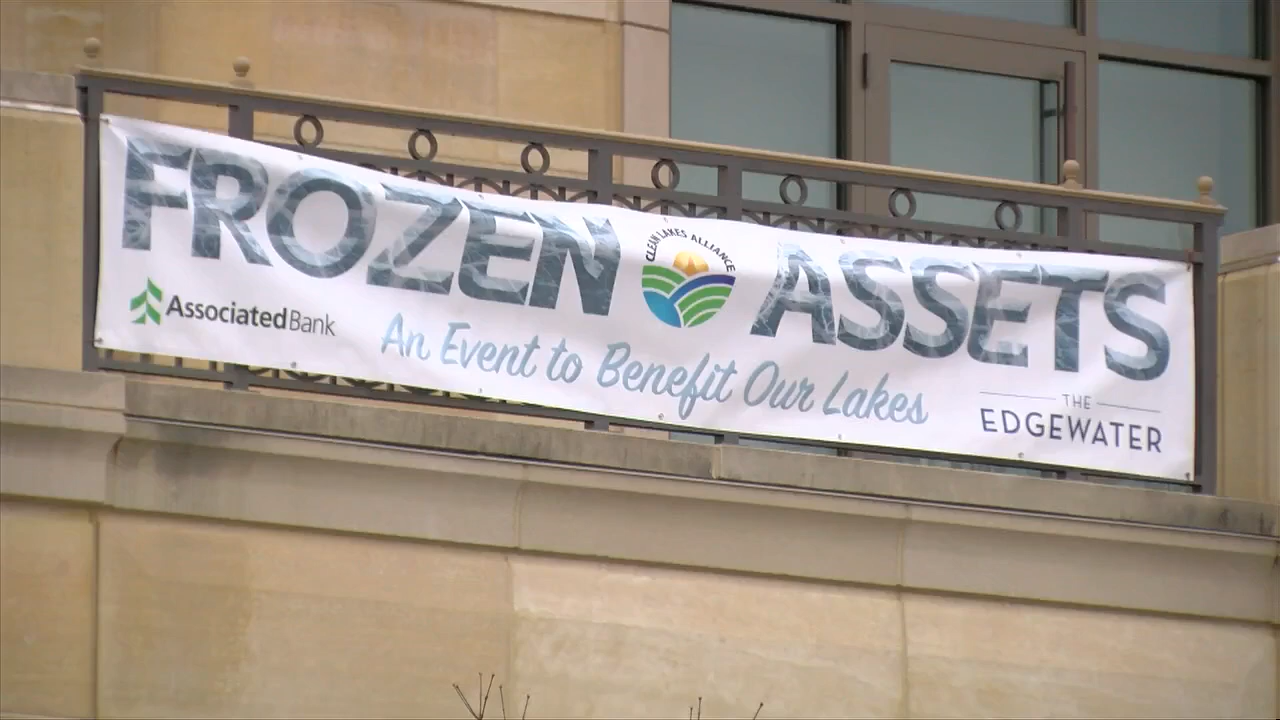 FROZEN ASSETS
CLEAN LAKES ALLIANCE
AssociatedBank
An Event to Benefit Our Lakes
THE
EDGEWATER